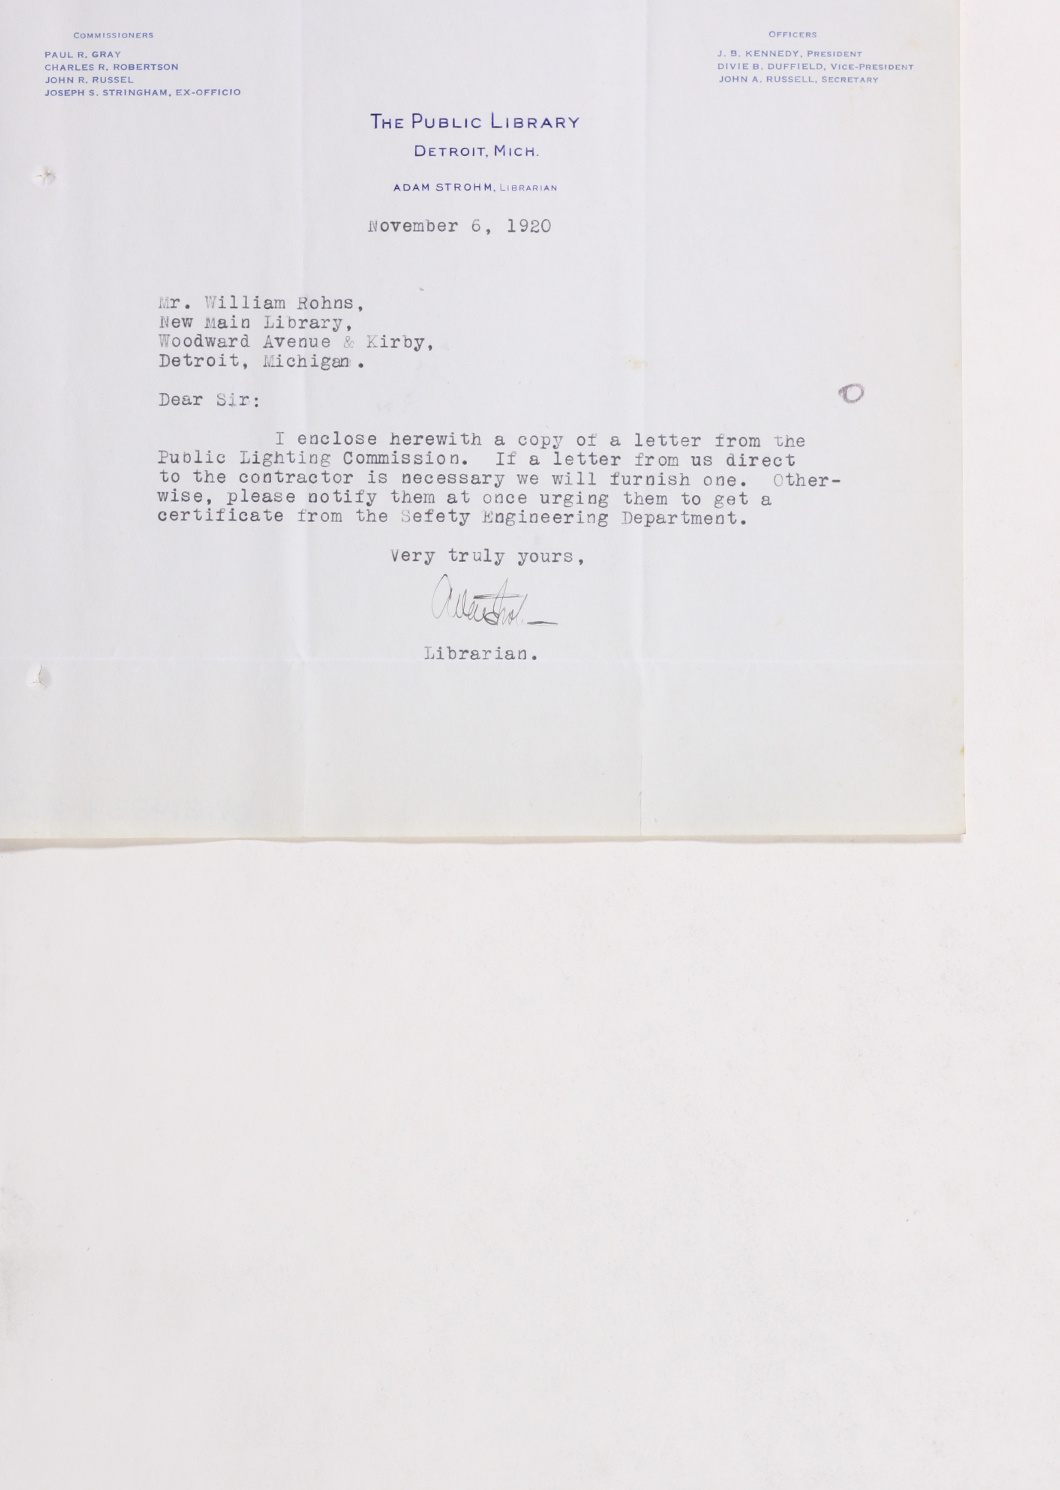 COMMISSIONERS
PAUL R. GRAY
CHARLES R. ROBERTSON
JOHN R. RUSSEL
JOSEPH S. STRINGHAM, EX-OFFICIO
OFFICERS
J. B. KENNEDY, PRESIDENT
DIVIE B. DUFFIELD, VICE-PRESIDENT
JOHN A. RUSSELL, SECRETARY
THE PUBLIC LIBRARY
DETROIT, MICH.
ADAM STROHM, LIBRARIAN
November 6, 1920
Mr. William Rohns,
New Main Library,
Woodward Avenue & Kirby,
Detroit, Michigan.
Dear Sir:
I enclose herewith a copy of a letter from the
Public Lighting Commission. If a letter from us direct
to the contractor is necessary we will furnish one. Other-
wise, please notify them at once urging them to get a
certificate from the Sefety Engineering Department.
Very truly yours,
Librarian.